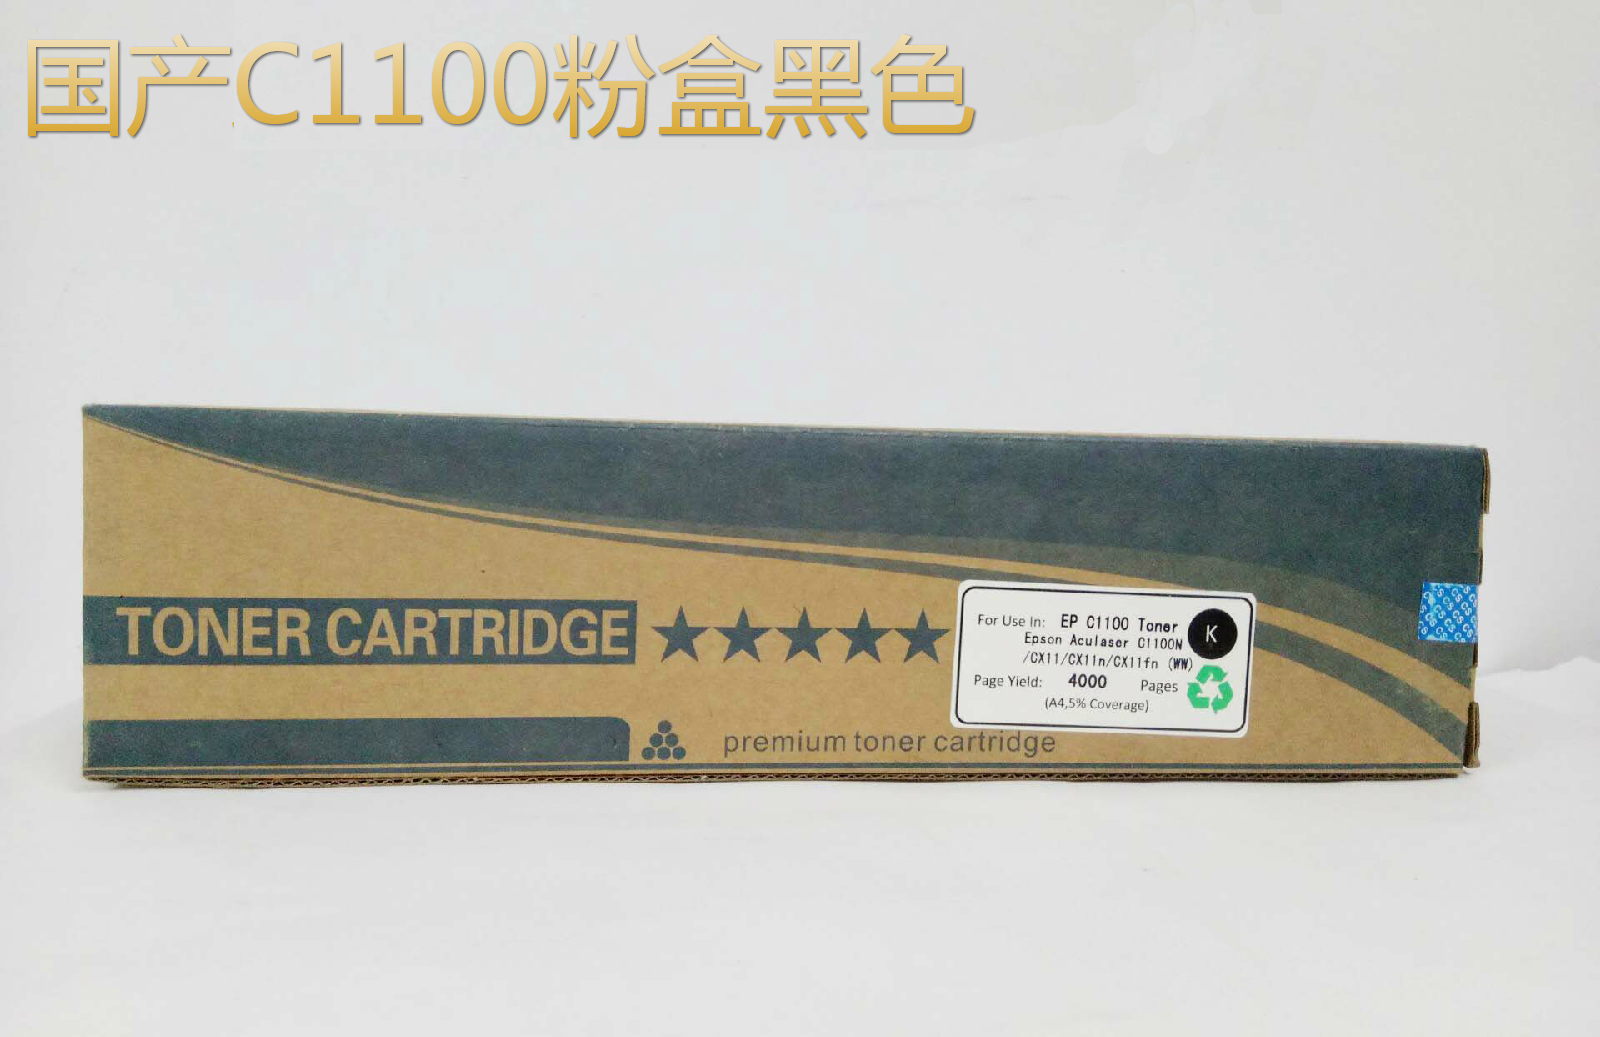 国产C1100粉盒黑色
TONER CARTRIDGE
For Use In: EP C1100 Toner
K
Epson Aculaser C1100N
/CX11/CX11n/CX11fn (WW)
Page Yield: 4000 Pages
(A4,5% Coverage)
premium toner cartridge